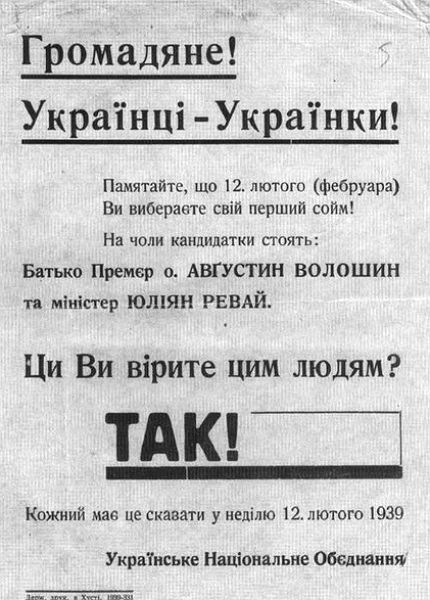 5
Громадяне!
Українці - Українки!
Памятайте, що 12. лютого (фебруара)
Ви вибераєте свій перший сойм!
На чоли кандидатки стоять:
Батько Премєр о. АВҐУСТИН ВОЛОШИН
та міністер ЮЛІЯН РЕВАЙ.
Ци Ви вірите цим людям?
ТАК!
Кожний має це сказати у неділю 12. лютого 1939
Українське Національне Обєднання
Держ. друк. в Хусті, 1939-331